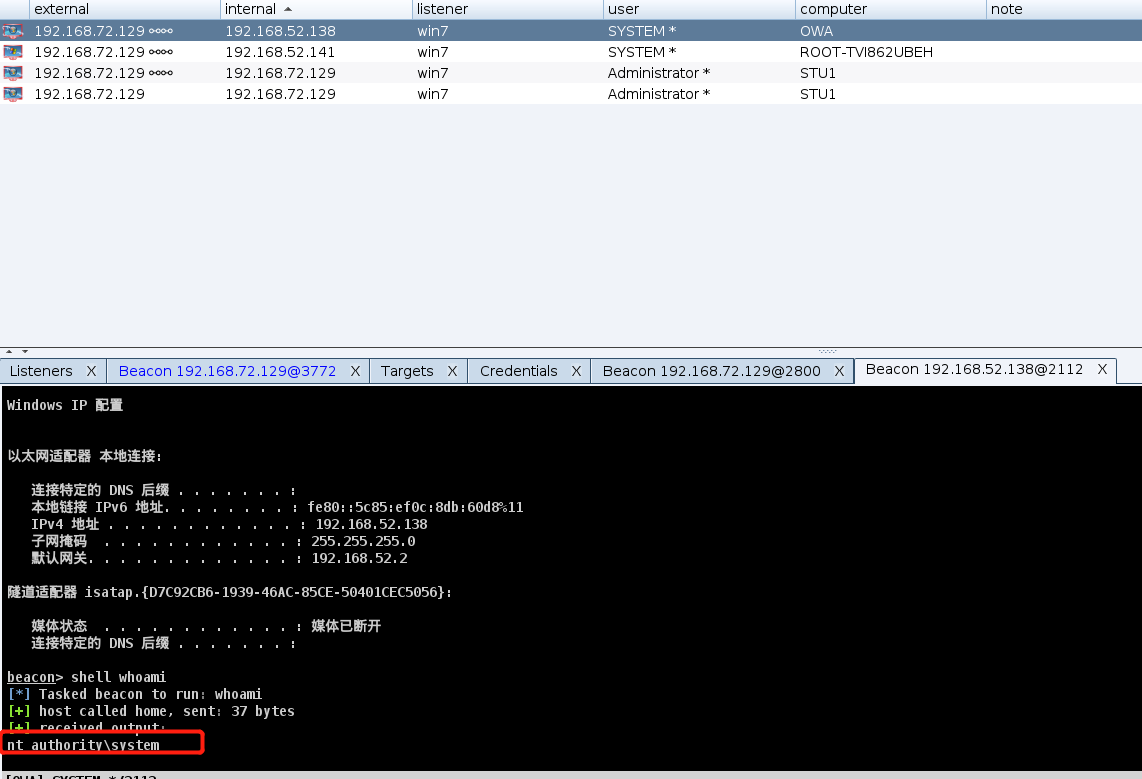 external internal listener user computer note
192.168.72.129 192.168.52.138 win7 SYSTEM * OWA
192.168.72.129 192.168.52.141 win7 SYSTEM * ROOT-TVI862UBEH
192.168.72.129 192.168.72.129 win7 Administrator * STU1
192.168.72.129 192.168.72.129 win7 Administrator * STU1
Listeners X Beacon 192.168.72.129@3772 X Targets X Credentials X Beacon 192.168.72.129@2800 X Beacon 192.168.52.138@2112 X
Windows IP 配置
以太网适配器 本地连接:
连接特定的 DNS 后缀 . . . . . . . :
本地链接 IPv6 地址. . . . . . . . : fe80::5c85:ef0c:8db:60d8%11
IPv4 地址 . . . . . . . . . . . . : 192.168.52.138
子网掩码  . . . . . . . . . . . . : 255.255.255.0
默认网关. . . . . . . . . . . . . : 192.168.52.2
隧道适配器 isatap.{D7C92CB6-1939-46AC-85CE-50401CEC5056}:
媒体状态  . . . . . . . . . . . . : 媒体已断开
连接特定的 DNS 后缀 . . . . . . . :
beacon> shell whoami
[*] Tasked beacon to run: whoami
[+] host called home, sent: 37 bytes
[+] received output:
nt authority\system
[OWA] SYSTEM */2112